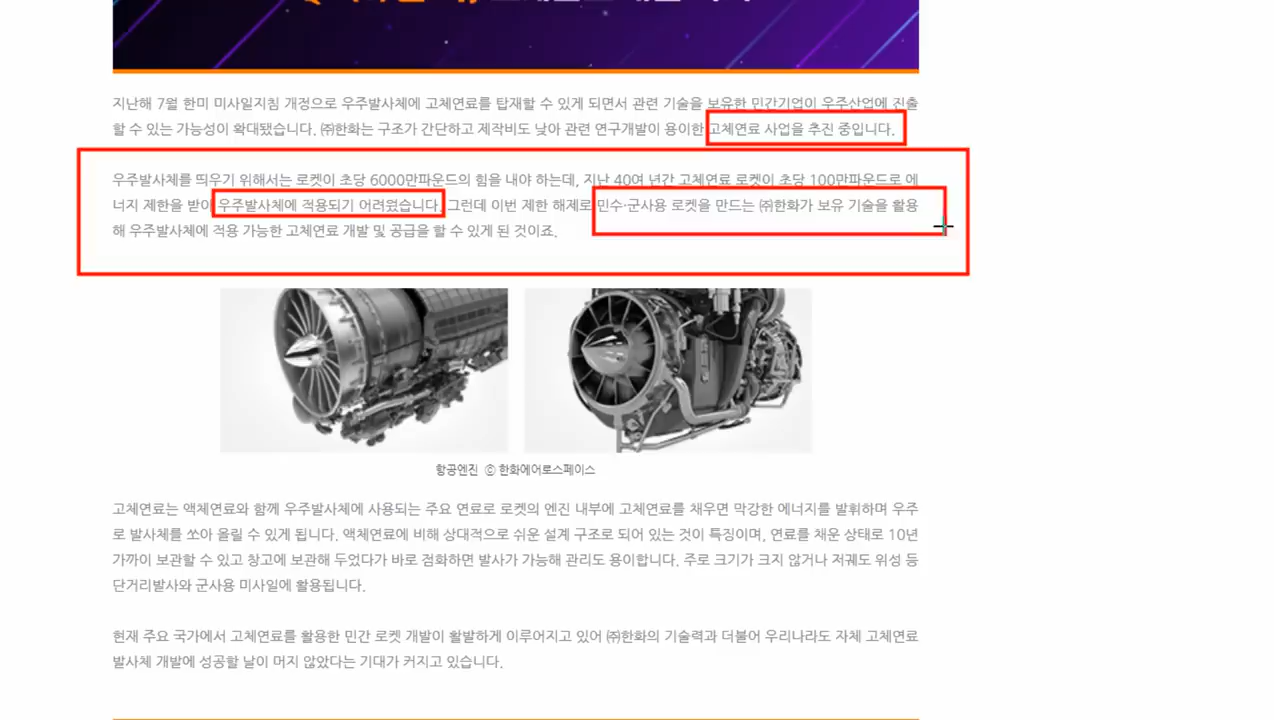 지난해 7월 한미 미사일지침 개정으로 우주발사체에 고체연료를 탑재할 수 있게 되면서 관련 기술을 보유한 민간기업이 우주산업에 진출
할 수 있는 가능성이 확대됐습니다. ㈜한화는 구조가 간단하고 제작비도 낮아 관련 연구개발이 용이한 고체연료 사업을 추진 중입니다.
우주발사체를 띄우기 위해서는 로켓이 초당 6000만파운드의 힘을 내야 하는데, 지난 40여 년간 고체연료 로켓이 초당 100만파운드로 에
너지 제한을 받아 우주발사체에 적용되기 어려웠습니다. 그런데 이번 제한 해제로 민수·군사용 로켓을 만드는 ㈜한화가 보유 기술을 활용
해 우주발사체에 적용 가능한 고체연료 개발 및 공급을 할 수 있게 된 것이죠.
항공엔진 ⓒ 한화에어로스페이스
고체연료는 액체연료와 함께 우주발사체에 사용되는 주요 연료로 로켓의 엔진 내부에 고체연료를 채우면 막강한 에너지를 발휘하며 우주
로 발사체를 쏘아 올릴 수 있게 됩니다. 액체연료에 비해 상대적으로 쉬운 설계 구조로 되어 있는 것이 특징이며, 연료를 채운 상태로 10년
가까이 보관할 수 있고 창고에 보관해 두었다가 바로 점화하면 발사가 가능해 관리도 용이합니다. 주로 크기가 크지 않거나 저궤도 위성 등
단거리발사와 군사용 미사일에 활용됩니다.
현재 주요 국가에서 고체연료를 활용한 민간 로켓 개발이 활발하게 이루어지고 있어 ㈜한화의 기술력과 더불어 우리나라도 자체 고체연료
발사체 개발에 성공할 날이 머지 않았다는 기대가 커지고 있습니다.